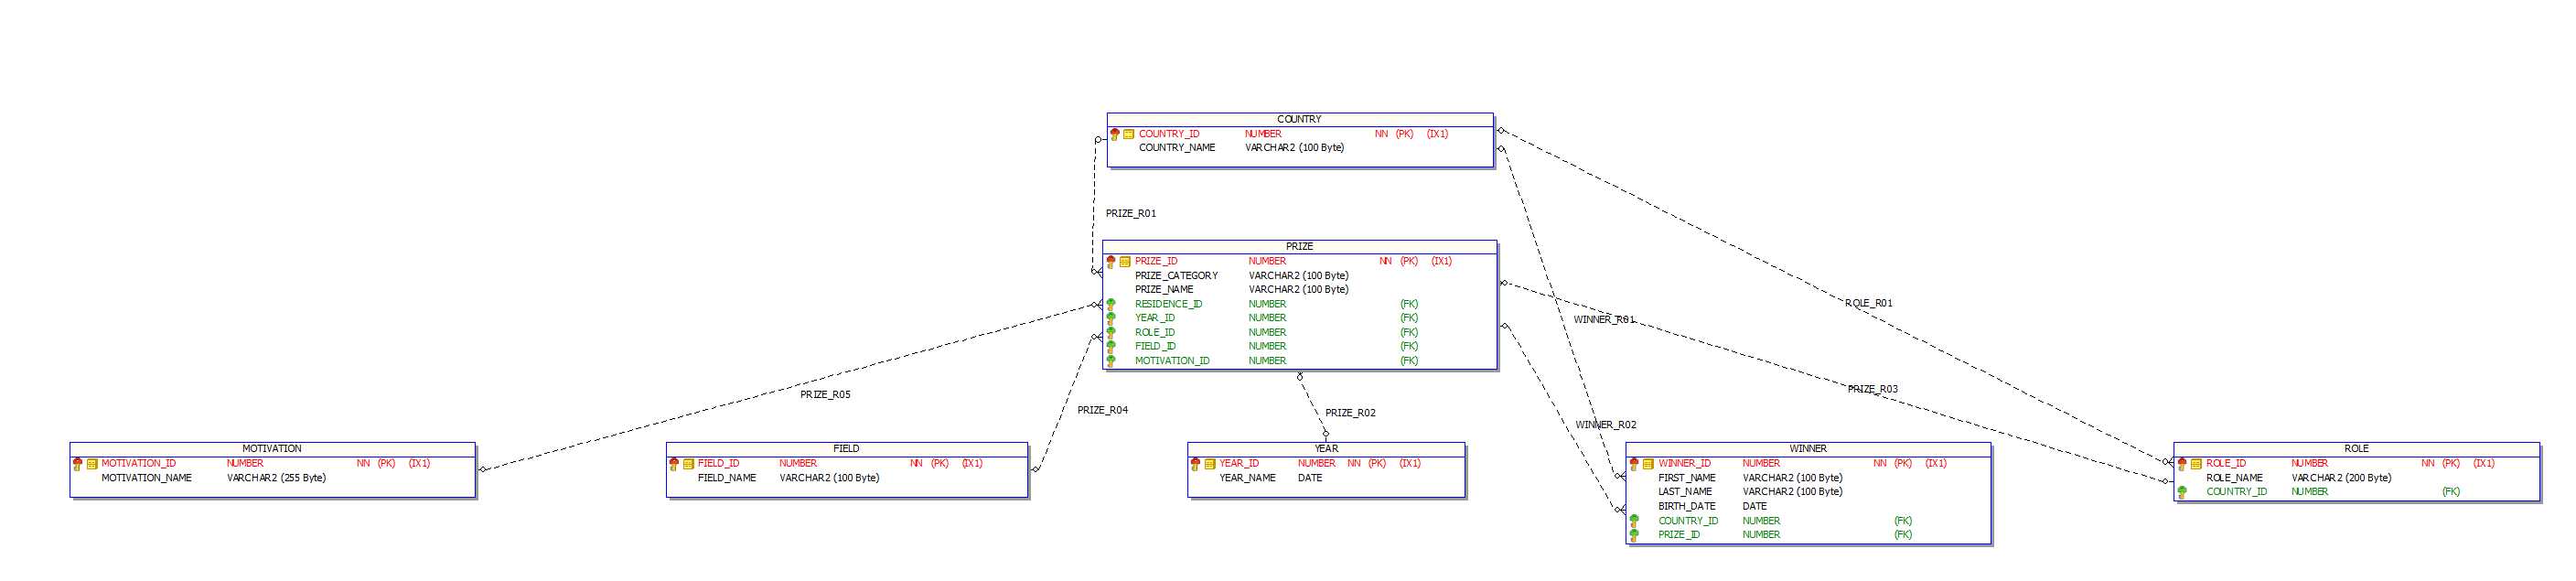 COUNTRY
COUNTRY_ID NUMBER NN (PK) (IX1)
COUNTRY_NAME VARCHAR2 (100 Byte)
PRIZE_R01
PRIZE
PRIZE_ID NUMBER NN (PK) (IX1)
PRIZE_CATEGORY VARCHAR2 (100 Byte)
PRIZE_NAME VARCHAR2 (100 Byte)
RESIDENCE_ID NUMBER (FK)
YEAR_ID NUMBER (FK)
ROLE_ID NUMBER (FK)
FIELD_ID NUMBER (FK)
MOTIVATION_ID NUMBER (FK)
ROLE_R01
WINNER_R01
PRIZE_R03
PRIZE_R05
PRIZE_R04
PRIZE_R02
WINNER_R02
MOTIVATION
MOTIVATION_ID NUMBER NN (PK) (IX1)
MOTIVATION_NAME VARCHAR2 (255 Byte)
FIELD
FIELD_ID NUMBER NN (PK) (IX1)
FIELD_NAME VARCHAR2 (100 Byte)
YEAR
YEAR_ID NUMBER NN (PK) (IX1)
YEAR_NAME DATE
WINNER
WINNER_ID NUMBER NN (PK) (IX1)
FIRST_NAME VARCHAR2 (100 Byte)
LAST_NAME VARCHAR2 (100 Byte)
BIRTH_DATE DATE
COUNTRY_ID NUMBER (FK)
PRIZE_ID NUMBER (FK)
ROLE
ROLE_ID NUMBER NN (PK) (IX1)
ROLE_NAME VARCHAR2 (200 Byte)
COUNTRY_ID NUMBER (FK)